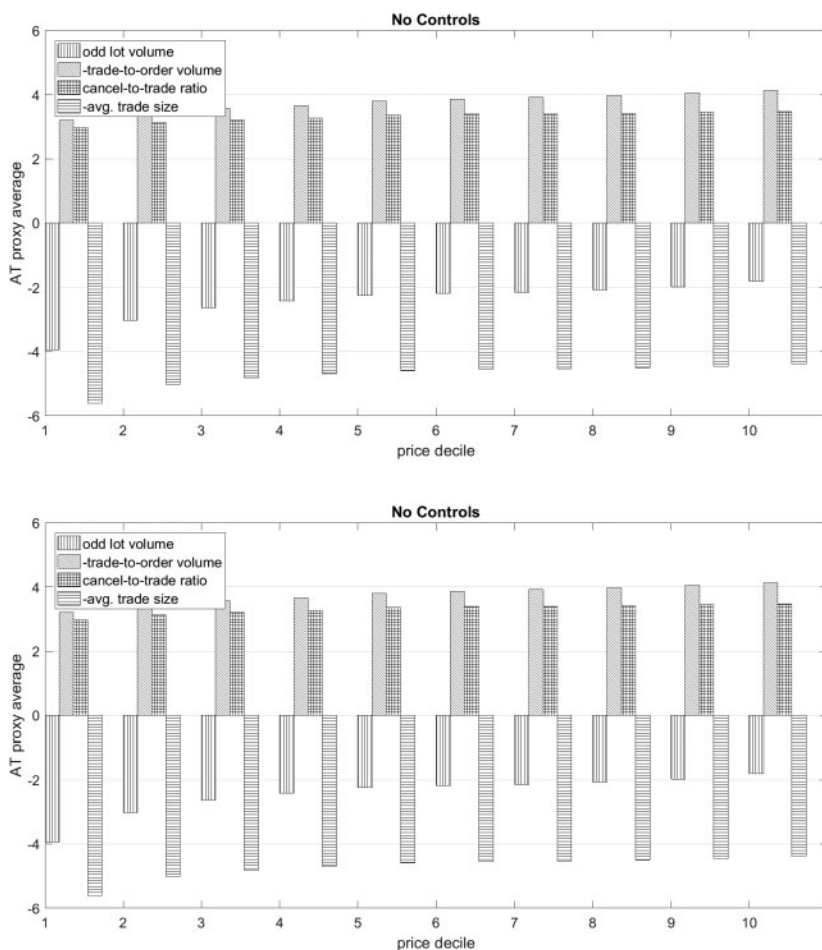 No Controls
6
odd lot volume
-trade-to-order volume
cancel-to-trade ratio
-avg. trade size
4
2
0
-2
-4
-6
AT proxy average
1 2 3 4 5 6 7 8 9 10
price decile
No Controls
6
odd lot volume
-trade-to-order volume
cancel-to-trade ratio
-avg. trade size
4
2
0
-2
-4
-6
AT proxy average
1 2 3 4 5 6 7 8 9 10
price decile